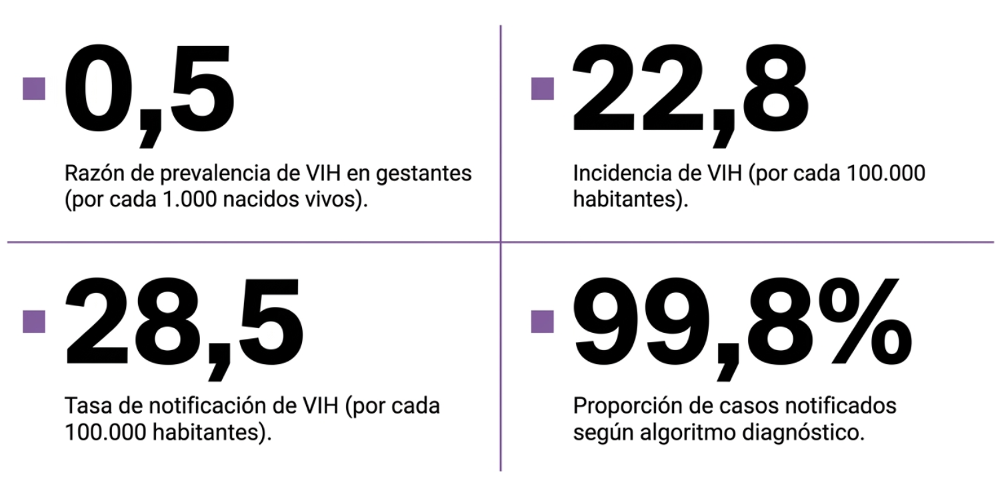 0,5
Razón de prevalencia de VIH en gestantes
(por cada 1.000 nacidos vivos).
22,8
Incidencia de VIH (por cada 100.000
habitantes).
28,5
Tasa de notificación de VIH (por cada
100.000 habitantes).
99,8%
Proporción de casos notificados
según algoritmo diagnóstico.